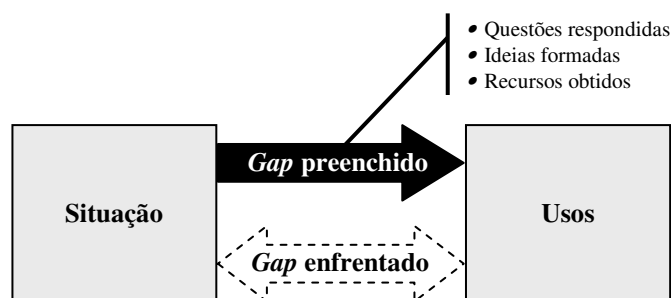 • Questões respondidas
• Ideias formadas
• Recursos obtidos
Gap preenchido
Situação
Usos
Gap enfrentado